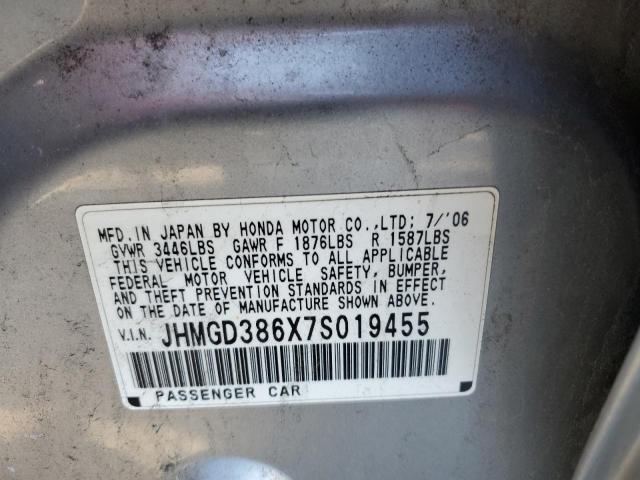 MFD.IN JAPAN BY HONDA MOTOR CO.,LTD; 7/'06
GVWR 3446LBS GAWR F 1876LBS R 1587LBS
THIS VEHICLE CONFORMS TO ALL APPLICABLE
FEDERAL MOTOR VEHICLE SAFETY, BUMPER,
AND THEFT PREVENTION STANDARDS IN EFFECT
ON THE DATE OF MANUFACTURE SHOWN ABOVE.
V.I.N. JHMGD386X7S019455
PASSENGER CAR